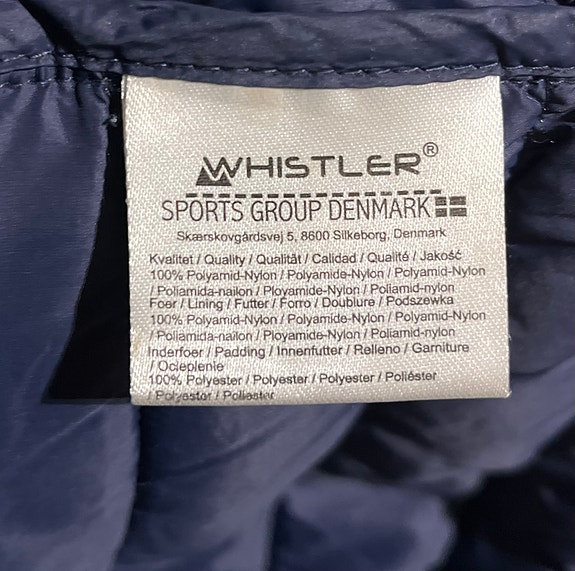 WHISTLER®
SPORTS GROUP DENMARK
Skærskovgårdsvej 5, 8600 Silkeborg, Denmark
Kvalitet / Quality / Qualität / Calidad / Qualité / Jakość
100% Polyamid-Nylon / Polyamide-Nylon / Polyamid-Nylon
/ Poliamida-nailon / Ployamide-Nylon / Poliamid-nylon
Foer / Lining / Futter / Forro / Doublure / Podszewka
100% Polyamid-Nylon / Polyamide-Nylon / Polyamid-Nylon
/ Poliamida-nailon / Ployamide-Nylon / Poliamid-nylon
Inderfoer / Padding / Innenfutter / Relleno / Garniture
/ Ocieplenie
100% Polyester / Polyester / Polyester / Poliéster
/ Polyester / Poliester